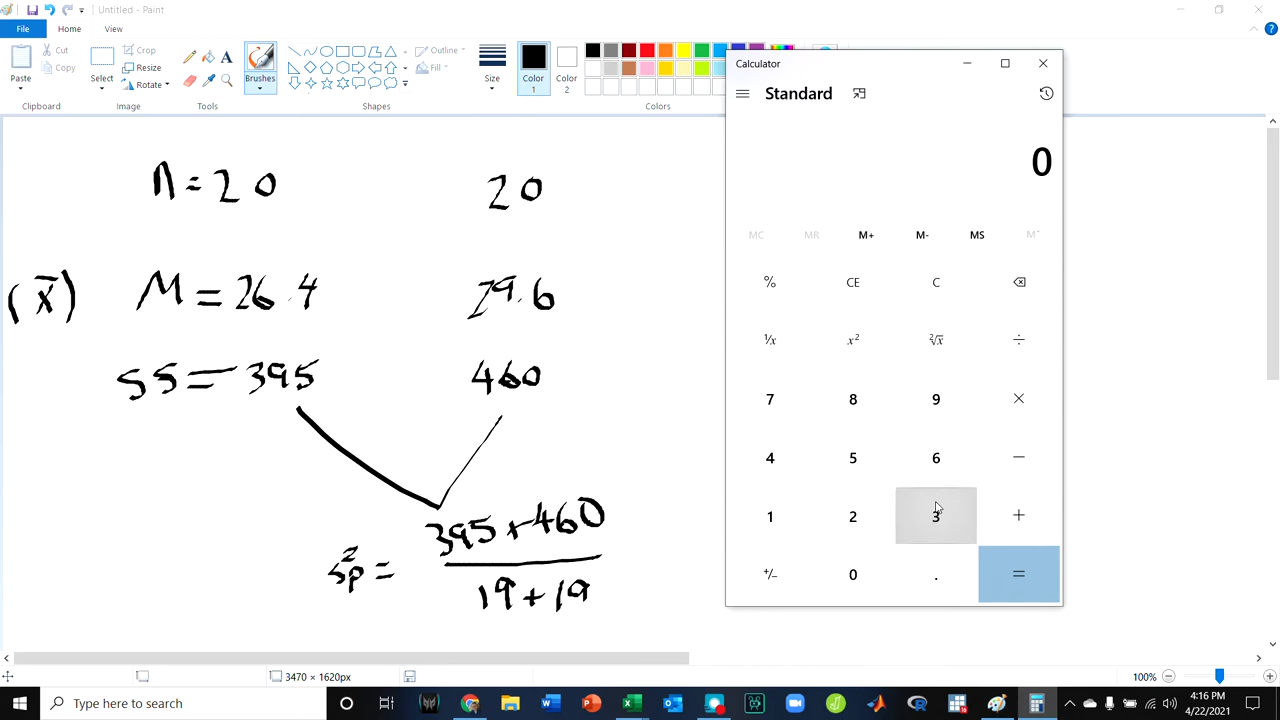 Untitled - Paint
File Home View
Paste Cut Copy
Select Crop Resize Rotate
Brushes
Outline Fill
Size
Color 1
Color 2
Clipboard Image Tools Shapes Colors
n = 20 20
(x̄) M = 26.4 29.6
SS = 395 460
s²p = 395 + 460
19 + 19
Calculator
Standard
0
MC MR M+ M- MS M˅
% CE C
¹/x x² ²√x ÷
7 8 9 ×
4 5 6 −
1 2 3 +
+/− 0 . =
3470 × 1620px
100%
Type here to search
4:16 PM
4/22/2021